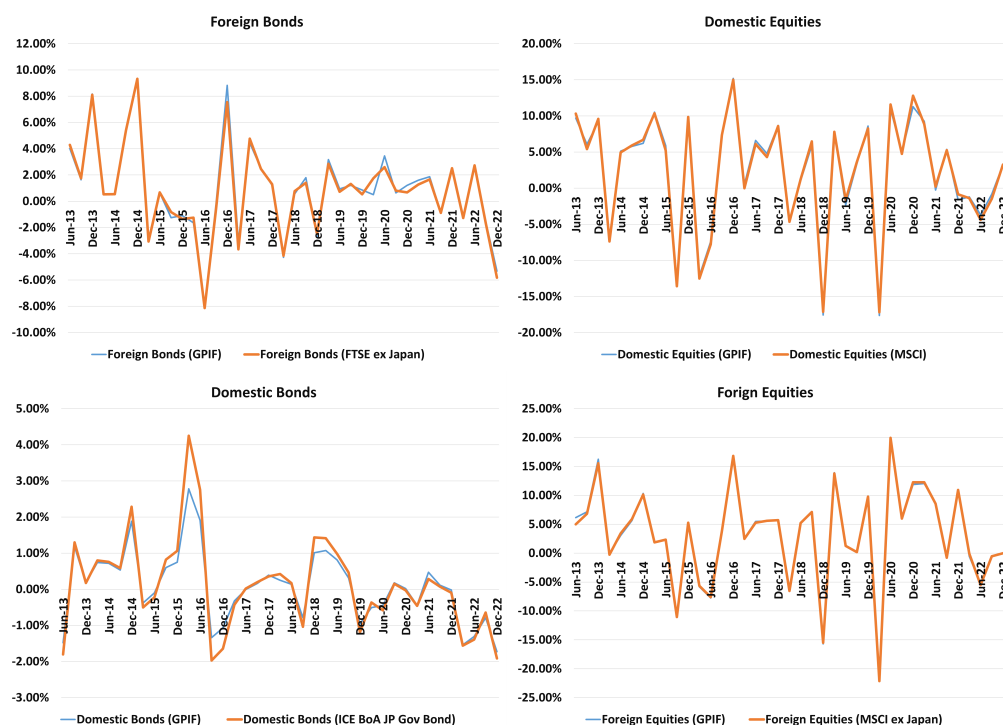 Foreign Bonds
12.00%
10.00%
8.00%
6.00%
4.00%
2.00%
0.00%
-2.00%
-4.00%
-6.00%
-8.00%
-10.00%
Jun-13
Dec-13
Jun-14
Dec-14
Jun-15
Dec-15
Jun-16
Dec-16
Jun-17
Dec-17
Jun-18
Dec-18
Jun-19
Dec-19
Jun-20
Dec-20
Jun-21
Dec-21
Jun-22
Dec-22
Foreign Bonds (GPIF) Foreign Bonds (FTSE ex Japan)
Domestic Equities
20.00%
15.00%
10.00%
5.00%
0.00%
-5.00%
-10.00%
-15.00%
-20.00%
Jun-13
Dec-13
Jun-14
Dec-14
Jun-15
Dec-15
Jun-16
Dec-16
Jun-17
Dec-17
Jun-18
Dec-18
Jun-19
Dec-19
Jun-20
Dec-20
Jun-21
Dec-21
Jun-22
Dec-22
Domestic Equities (GPIF) Domestic Equities (MSCI)
Domestic Bonds
5.00%
4.00%
3.00%
2.00%
1.00%
0.00%
-1.00%
-2.00%
-3.00%
Jun-13
Dec-13
Jun-14
Dec-14
Jun-15
Dec-15
Jun-16
Dec-16
Jun-17
Dec-17
Jun-18
Dec-18
Jun-19
Dec-19
Jun-20
Dec-20
Jun-21
Dec-21
Jun-22
Dec-22
Domestic Bonds (GPIF) Domestic Bonds (ICE BoA JP Gov Bond)
Forign Equities
25.00%
20.00%
15.00%
10.00%
5.00%
0.00%
-5.00%
-10.00%
-15.00%
-20.00%
-25.00%
Jun-13
Dec-13
Jun-14
Dec-14
Jun-15
Dec-15
Jun-16
Dec-16
Jun-17
Dec-17
Jun-18
Dec-18
Jun-19
Dec-19
Jun-20
Dec-20
Jun-21
Dec-21
Jun-22
Dec-22
Foreign Equities (GPIF) Foreign Equities (MSCI ex Japan)